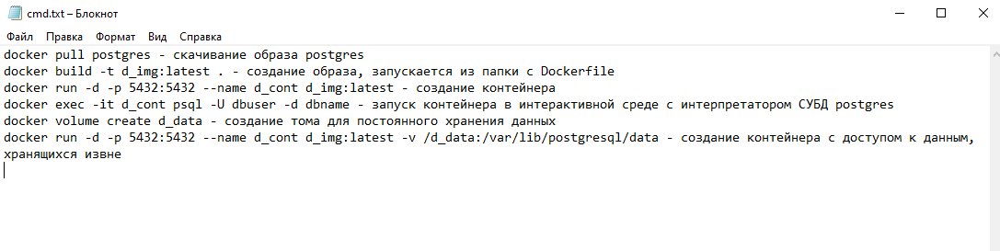 cmd.txt – Блокнот
Файл Правка Формат Вид Справка
docker pull postgres - скачивание образа postgres
docker build -t d_img:latest . - создание образа, запускается из папки с Dockerfile
docker run -d -p 5432:5432 --name d_cont d_img:latest - создание контейнера
docker exec -it d_cont psql -U dbuser -d dbname - запуск контейнера в интерактивной среде с интерпретатором СУБД postgres
docker volume create d_data - создание тома для постоянного хранения данных
docker run -d -p 5432:5432 --name d_cont d_img:latest -v /d_data:/var/lib/postgresql/data - создание контейнера с доступом к данным,
хранящихся извне